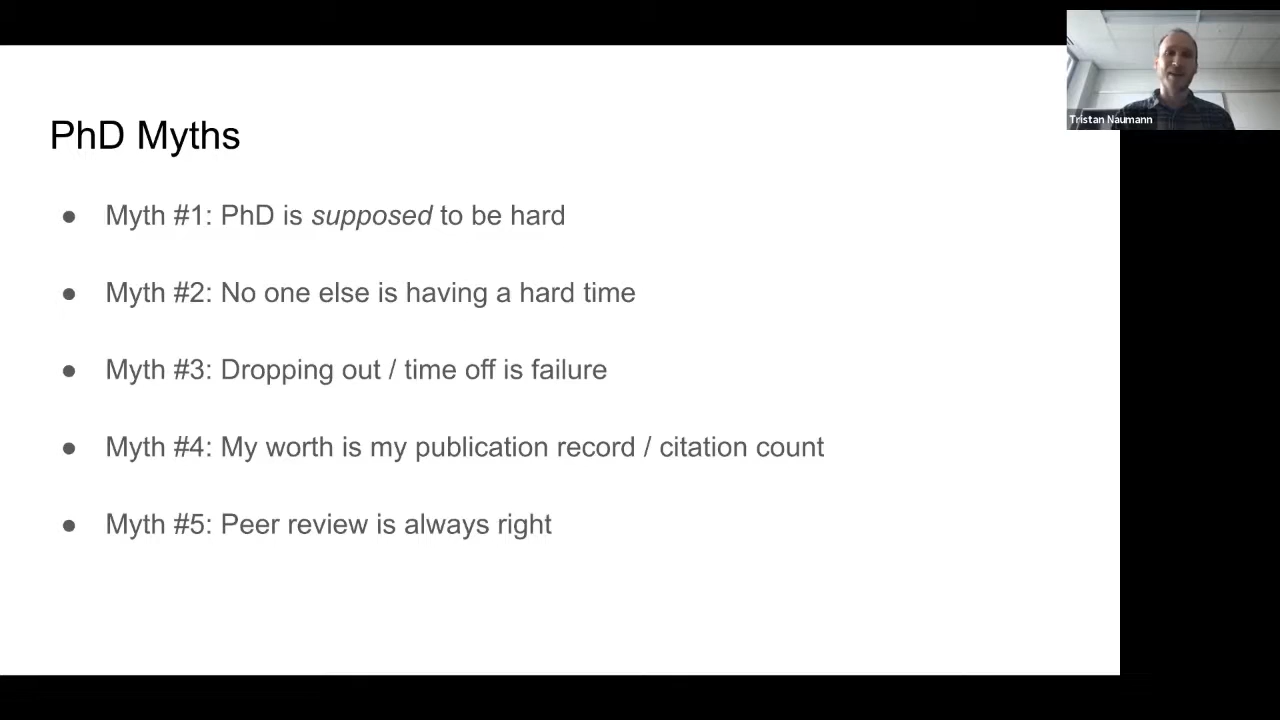 Tristan Naumann
PhD Myths
● Myth #1: PhD is supposed to be hard
● Myth #2: No one else is having a hard time
● Myth #3: Dropping out / time off is failure
● Myth #4: My worth is my publication record / citation count
● Myth #5: Peer review is always right